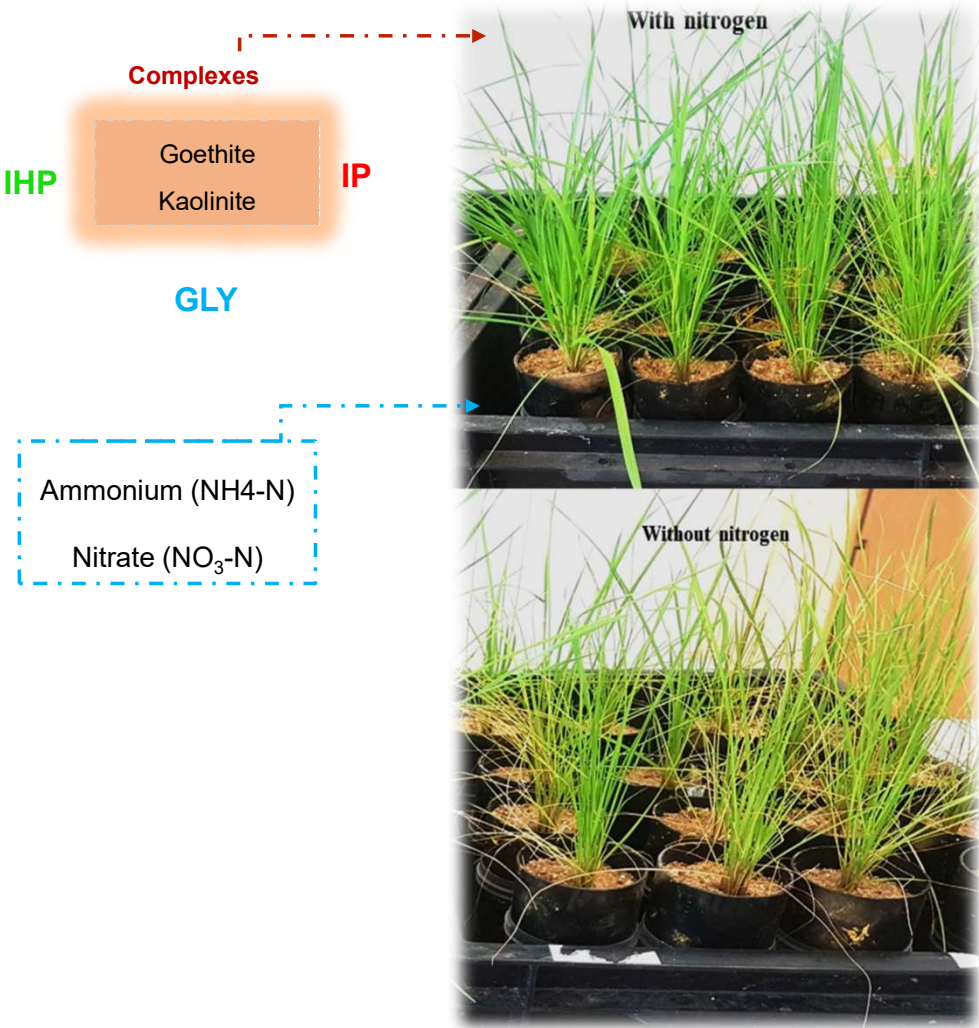 With nitrogen
Complexes
Goethite
IHP
IP
Kaolinite
GLY
Ammonium (NH4-N)
Nitrate (NO₃-N)
Without nitrogen